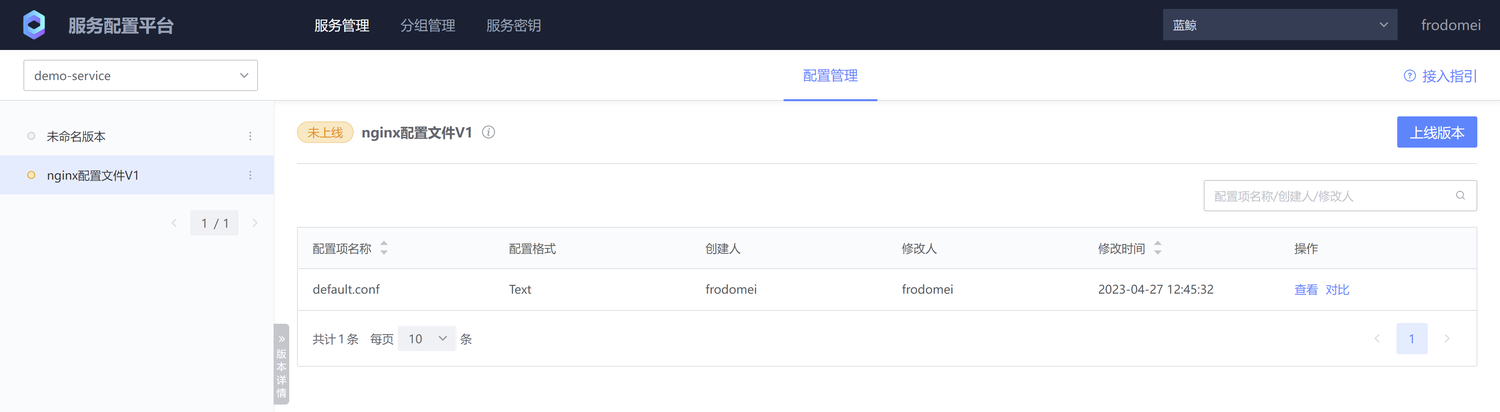 服务配置平台 服务管理 分组管理 服务密钥 蓝鲸 frodomei
demo-service 配置管理 接入指引
未命名版本
nginx配置文件V1
1 / 1
未上线 nginx配置文件V1 上线版本
配置项名称/创建人/修改人
配置项名称 配置格式 创建人 修改人 修改时间 操作
default.conf Text frodomei frodomei 2023-04-27 12:45:32 查看 对比
共计 1 条 每页 10 条 1
版本详情